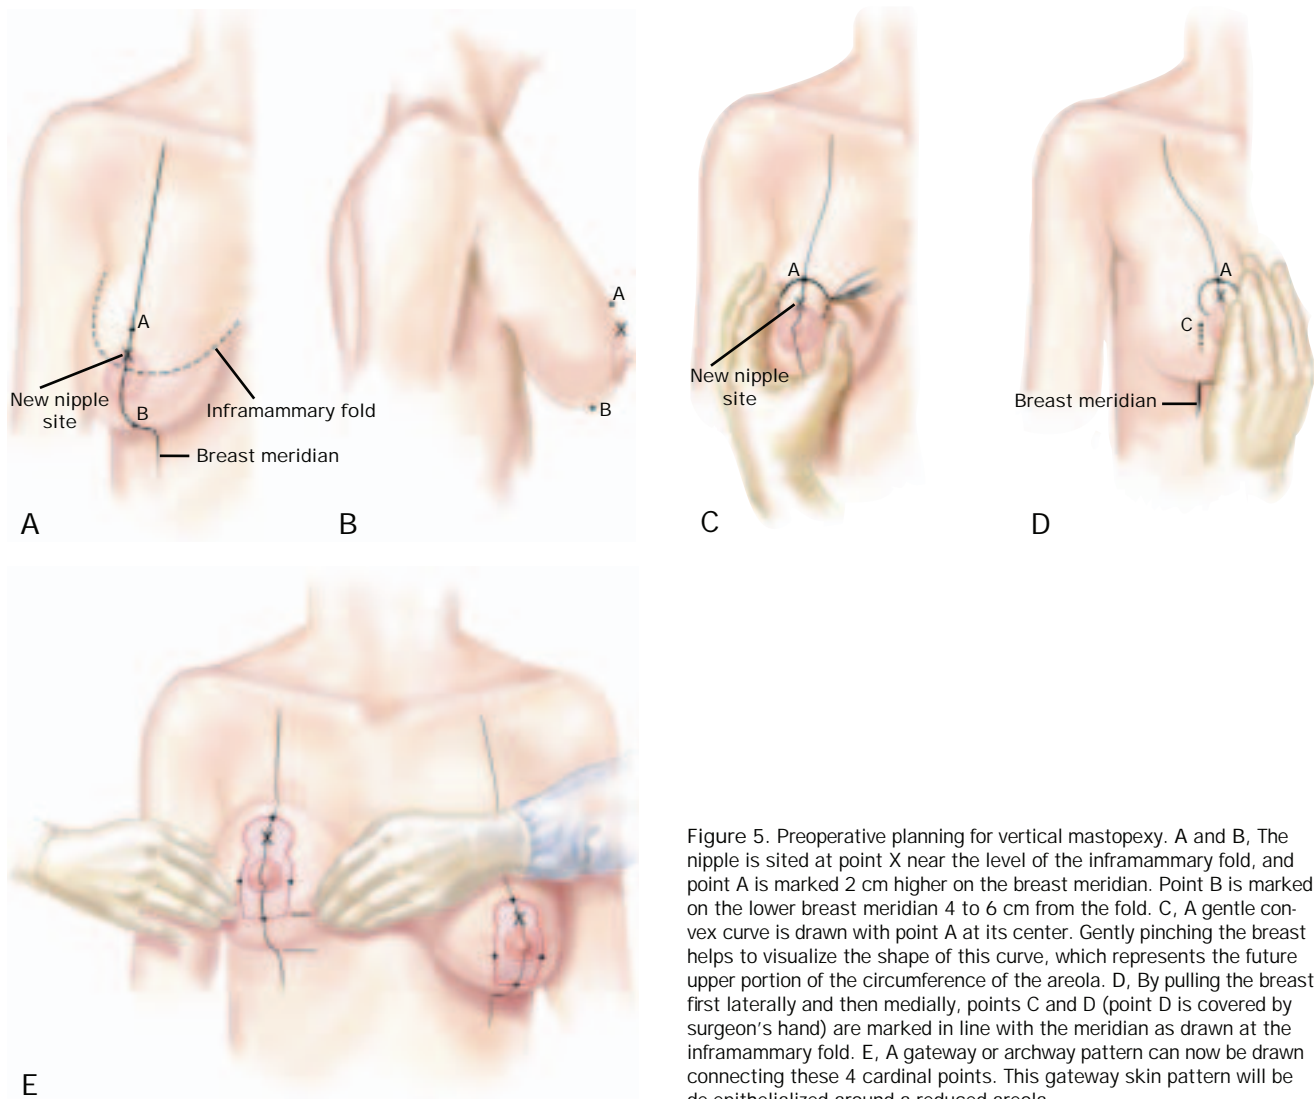 A
X
New nipple
site
B
Inframammary fold
Breast meridian
A
A
X
B
B
A
X
New nipple
site
C
A
X
C
Breast meridian
D
X
X
E
Figure 5. Preoperative planning for vertical mastopexy. A and B, The
nipple is sited at point X near the level of the inframammary fold, and
point A is marked 2 cm higher on the breast meridian. Point B is marked
on the lower breast meridian 4 to 6 cm from the fold. C, A gentle con-
vex curve is drawn with point A at its center. Gently pinching the breast
helps to visualize the shape of this curve, which represents the future
upper portion of the circumference of the areola. D, By pulling the breast
first laterally and then medially, points C and D (point D is covered by
surgeon's hand) are marked in line with the meridian as drawn at the
inframammary fold. E, A gateway or archway pattern can now be drawn
connecting these 4 cardinal points. This gateway skin pattern will be
de-epithelialized around a reduced areola.